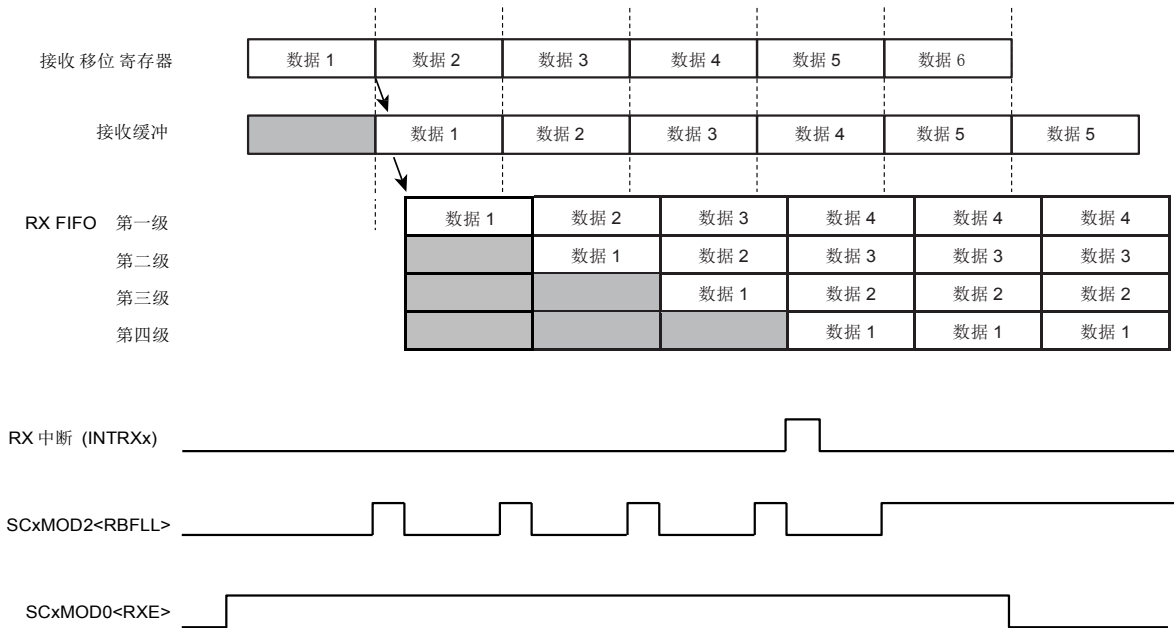 接收 移位 寄存器 数据 1 数据 2 数据 3 数据 4 数据 5 数据 6
接收缓冲 数据 1 数据 2 数据 3 数据 4 数据 5 数据 5
RX FIFO 第一级 数据 1 数据 2 数据 3 数据 4 数据 4 数据 4
第二级 数据 1 数据 2 数据 3 数据 3 数据 3
第三级 数据 1 数据 2 数据 2 数据 2
第四级 数据 1 数据 1 数据 1
RX 中断 (INTRXx)
SCxMOD2<RBFLL>
SCxMOD0<RXE>